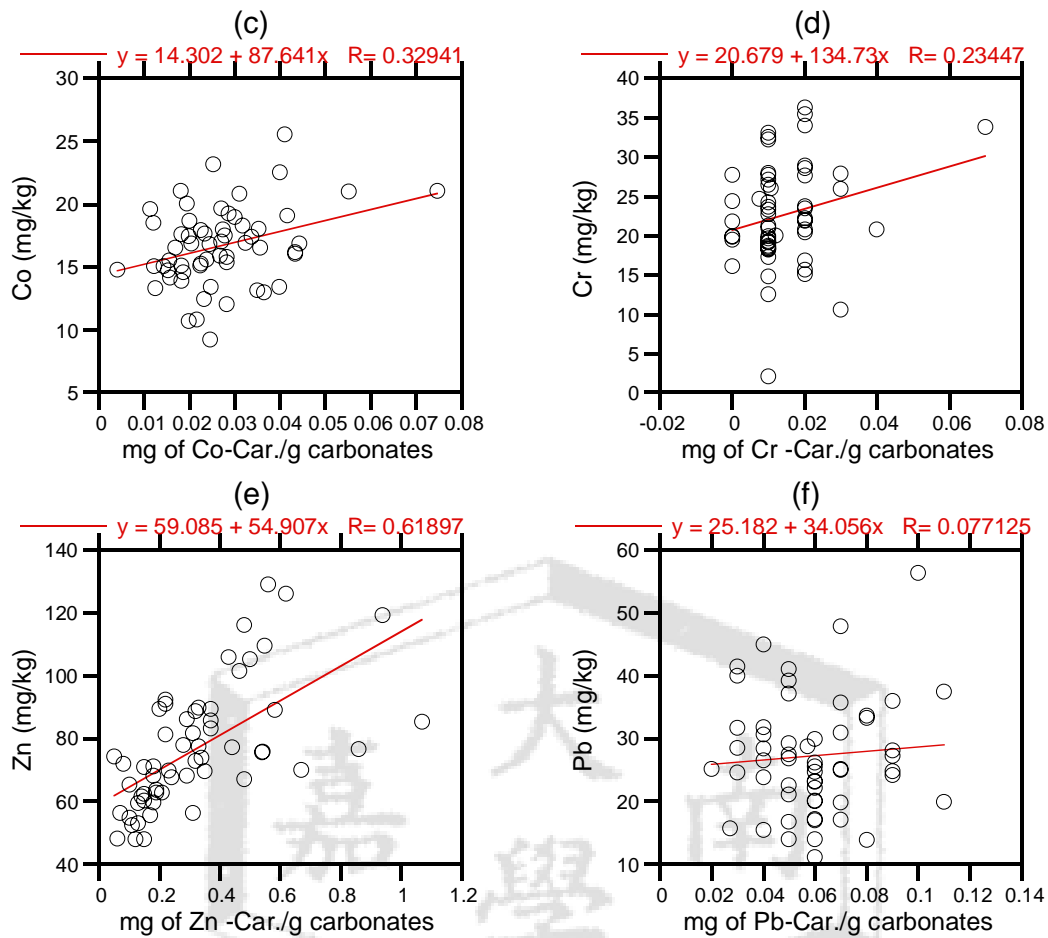 (c)
y = 14.302 + 87.641x R= 0.32941
30
25
20
15
10
5
Co (mg/kg)
0 0.01 0.02 0.03 0.04 0.05 0.06 0.07 0.08
mg of Co-Car./g carbonates
(d)
y = 20.679 + 134.73x R= 0.23447
40
35
30
25
20
15
10
5
0
Cr (mg/kg)
-0.02 0 0.02 0.04 0.06 0.08
mg of Cr -Car./g carbonates
(e)
y = 59.085 + 54.907x R= 0.61897
140
120
100
80
60
40
Zn (mg/kg)
0 0.2 0.4 0.6 0.8 1 1.2
mg of Zn -Car./g carbonates
(f)
y = 25.182 + 34.056x R= 0.077125
60
50
40
30
20
10
Pb (mg/kg)
0 0.02 0.04 0.06 0.08 0.1 0.12 0.14
mg of Pb-Car./g carbonates
大
嘉
南
學